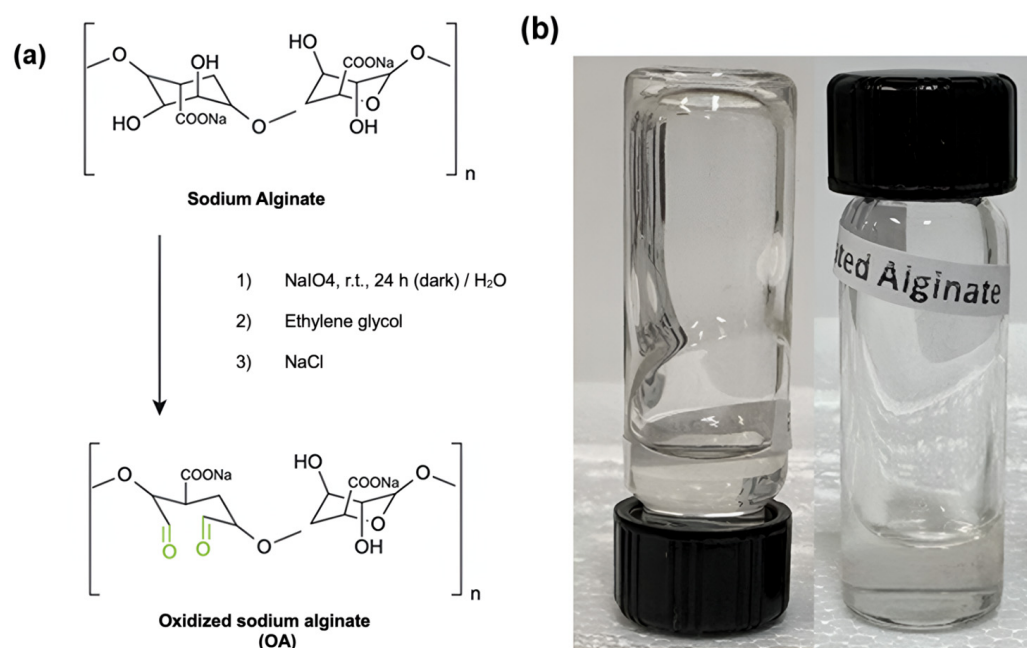 (a)
O
OH
HO
COONa
O
HO
COONa
O
O
OH
n
Sodium Alginate
1) NaIO4, r.t., 24 h (dark) / H₂O
2) Ethylene glycol
3) NaCl
O
COONa
O
O
O
HO
COONa
O
O
OH
n
Oxidized sodium alginate
(OA)
(b)
ated Alginate